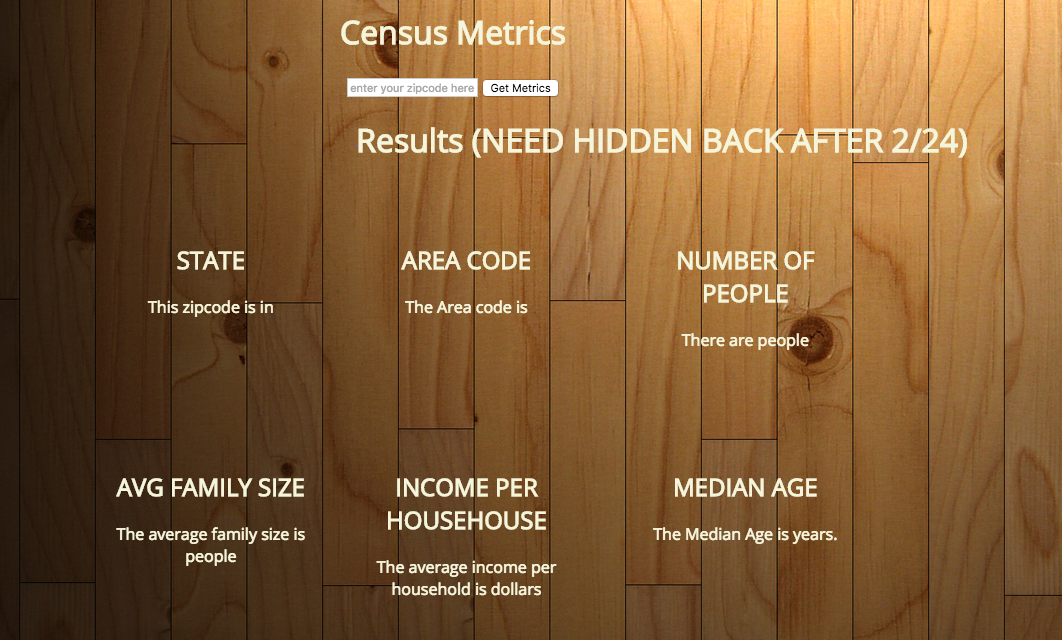 Census Metrics
enter your zipcode here Get Metrics
Results (NEED HIDDEN BACK AFTER 2/24)
STATE
This zipcode is in
AREA CODE
The Area code is
NUMBER OF
PEOPLE
There are people
AVG FAMILY SIZE
The average family size is
people
INCOME PER
HOUSEHOUSE
The average income per
household is dollars
MEDIAN AGE
The Median Age is years.